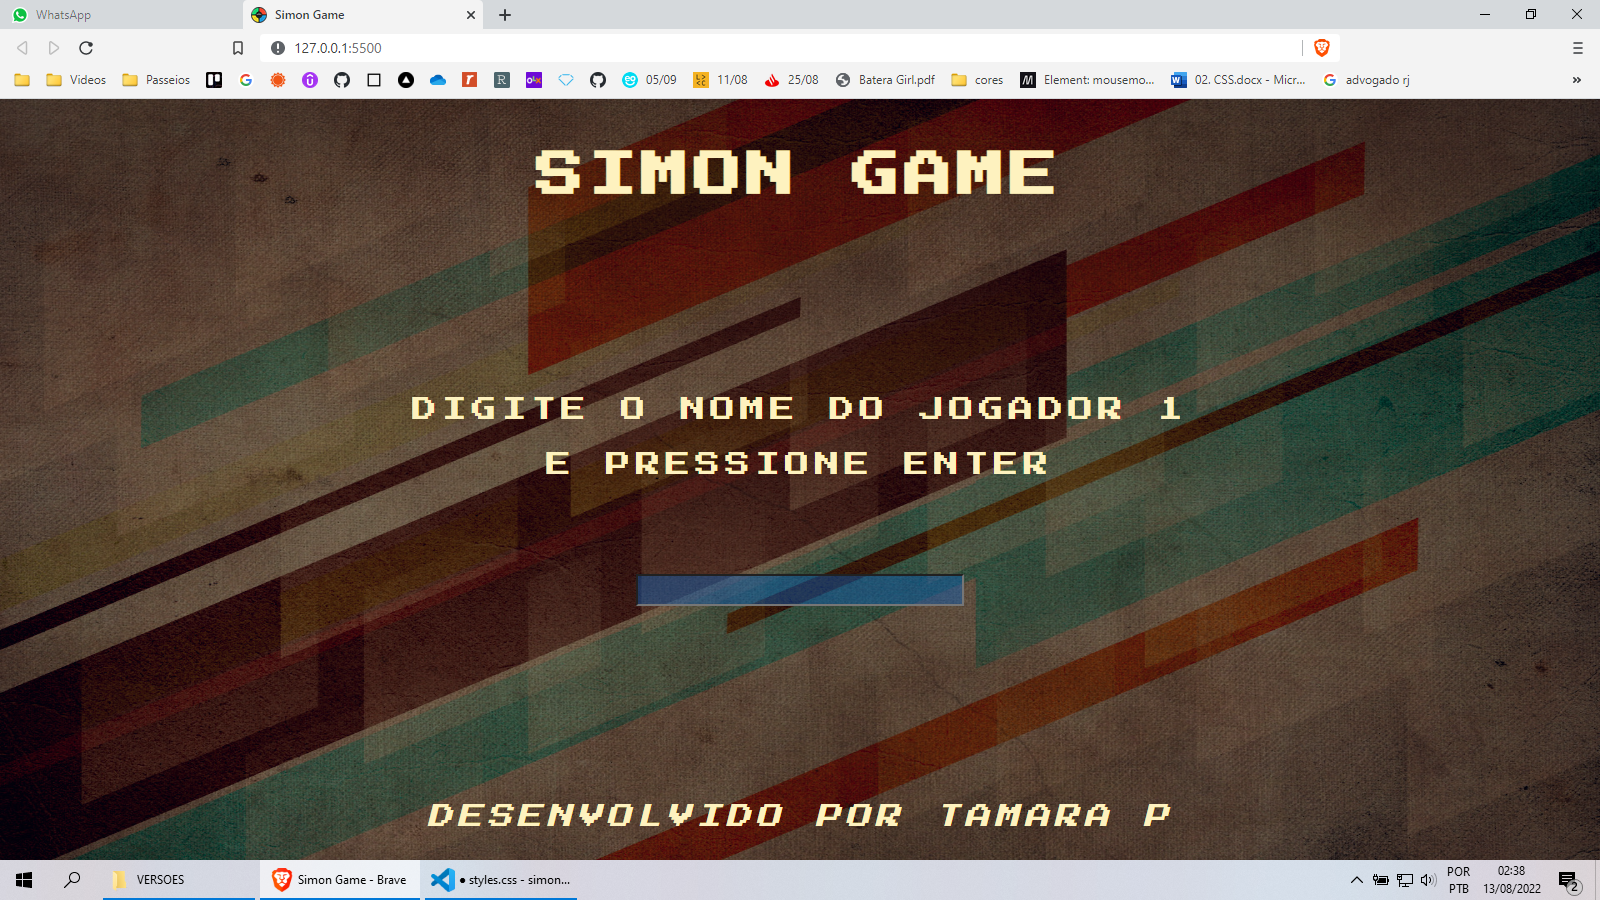 WhatsApp
Simon Game
127.0.0.1:5500
Videos
Passeios
05/09
11/08
25/08
Batera Girl.pdf
cores
Element: mousemo...
02. CSS.docx - Micr...
advogado rj
SIMON GAME
DIGITE O NOME DO JOGADOR 1
E PRESSIONE ENTER
DESENVOLVIDO POR TAMARA P
VERSOES
Simon Game - Brave
● styles.css - simon...
POR
PTB
02:38
13/08/2022
2